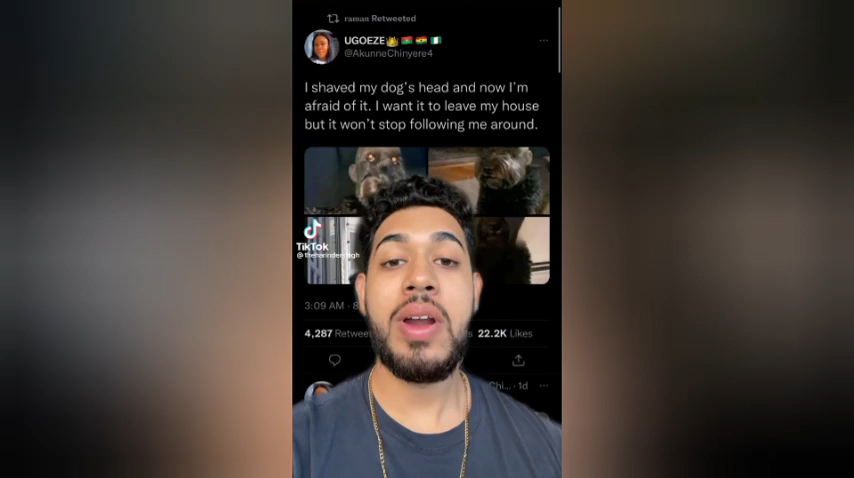 raman Retweeted
UGOEZE
@AkunneChinyere4
I shaved my dog's head and now I'm
afraid of it. I want it to leave my house
but it won't stop following me around.
TikTok
3:09 AM
4,287
22.2K Likes
1d